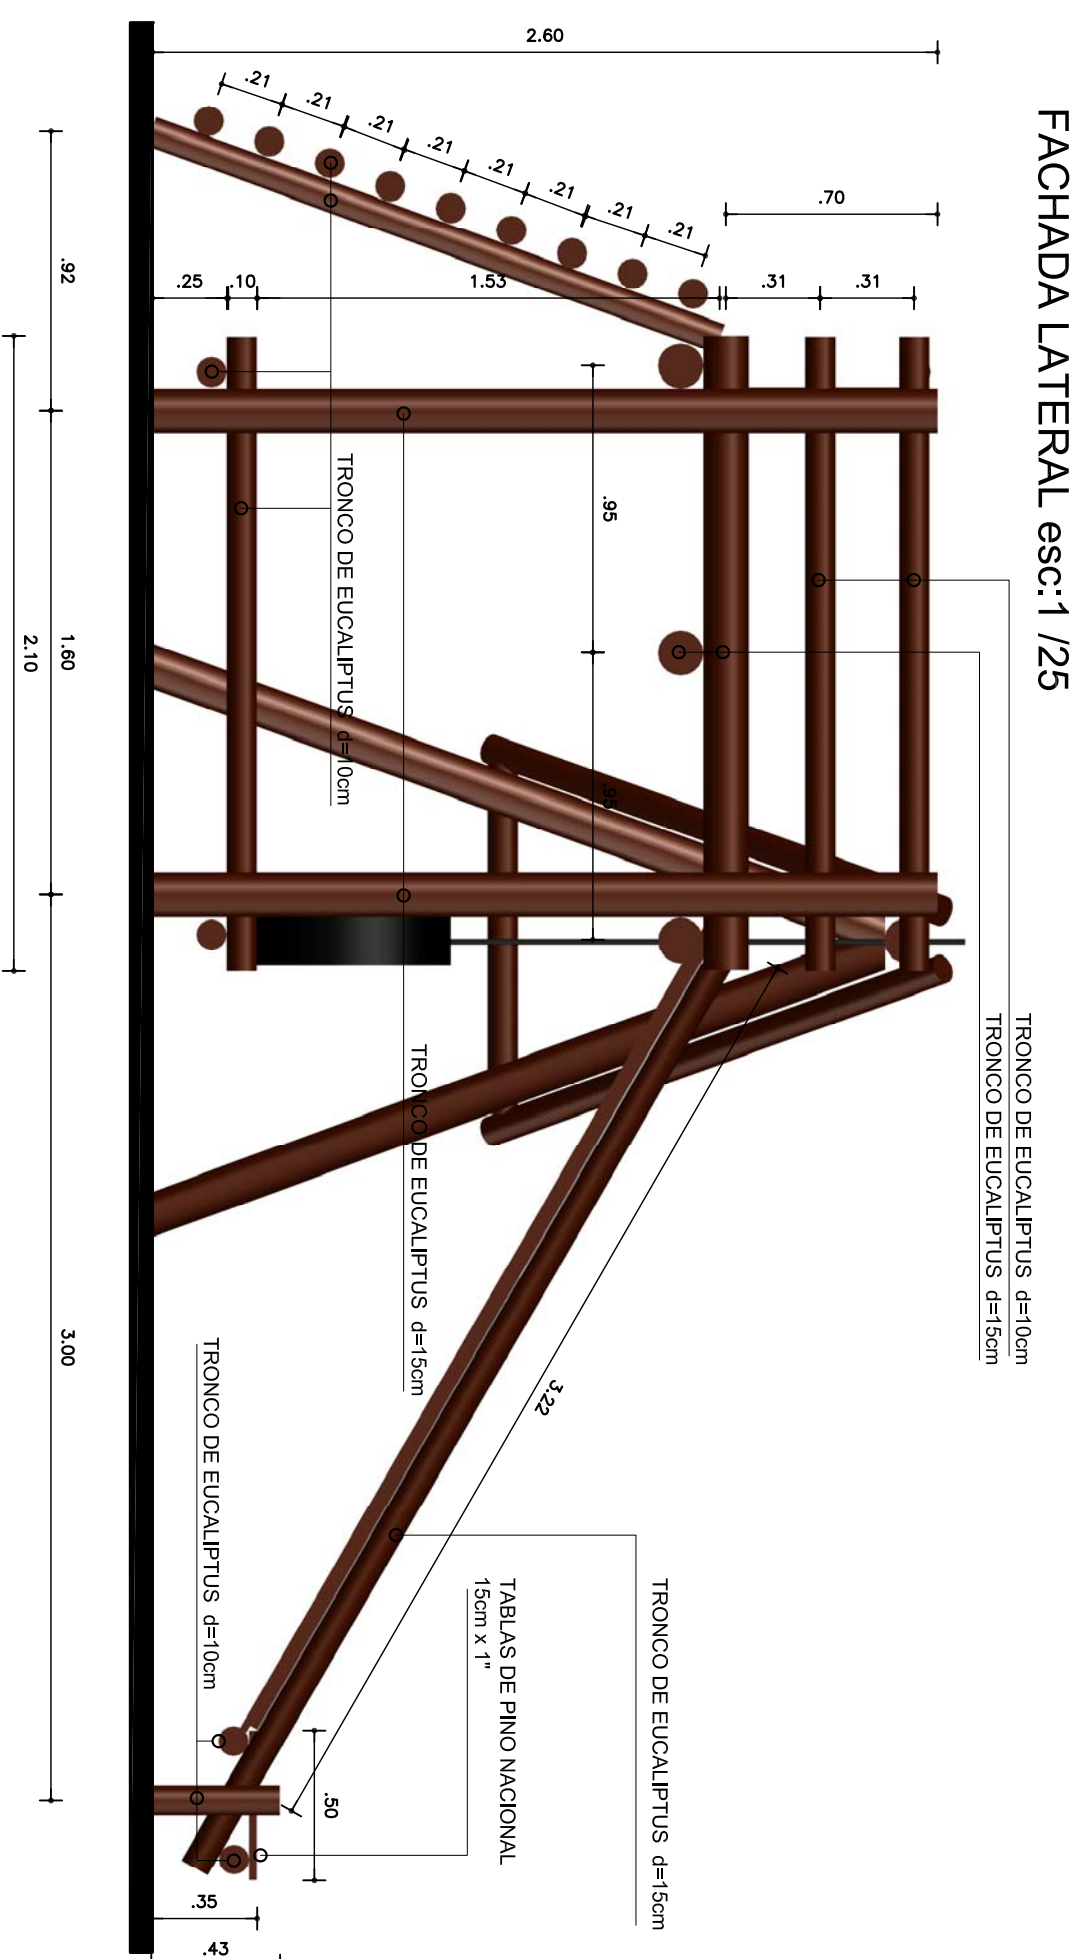 FACHADA LATERAL esc:1 /25
2.60
.21
.21
.21
.21
.21
.21
.21
.21
.70
.25
.10
1.53
.31
.31
.92
1.60
2.10
3.00
.95
.95
TRONCO DE EUCALIPTUS d=10cm
TRONCO DE EUCALIPTUS d=15cm
TRONCO DE EUCALIPTUS d=10cm
TRONCO DE EUCALIPTUS d=15cm
3.22
TRONCO DE EUCALIPTUS d=15cm
TABLAS DE PINO NACIONAL
15cm x 1"
TRONCO DE EUCALIPTUS d=10cm
.50
.35
.43